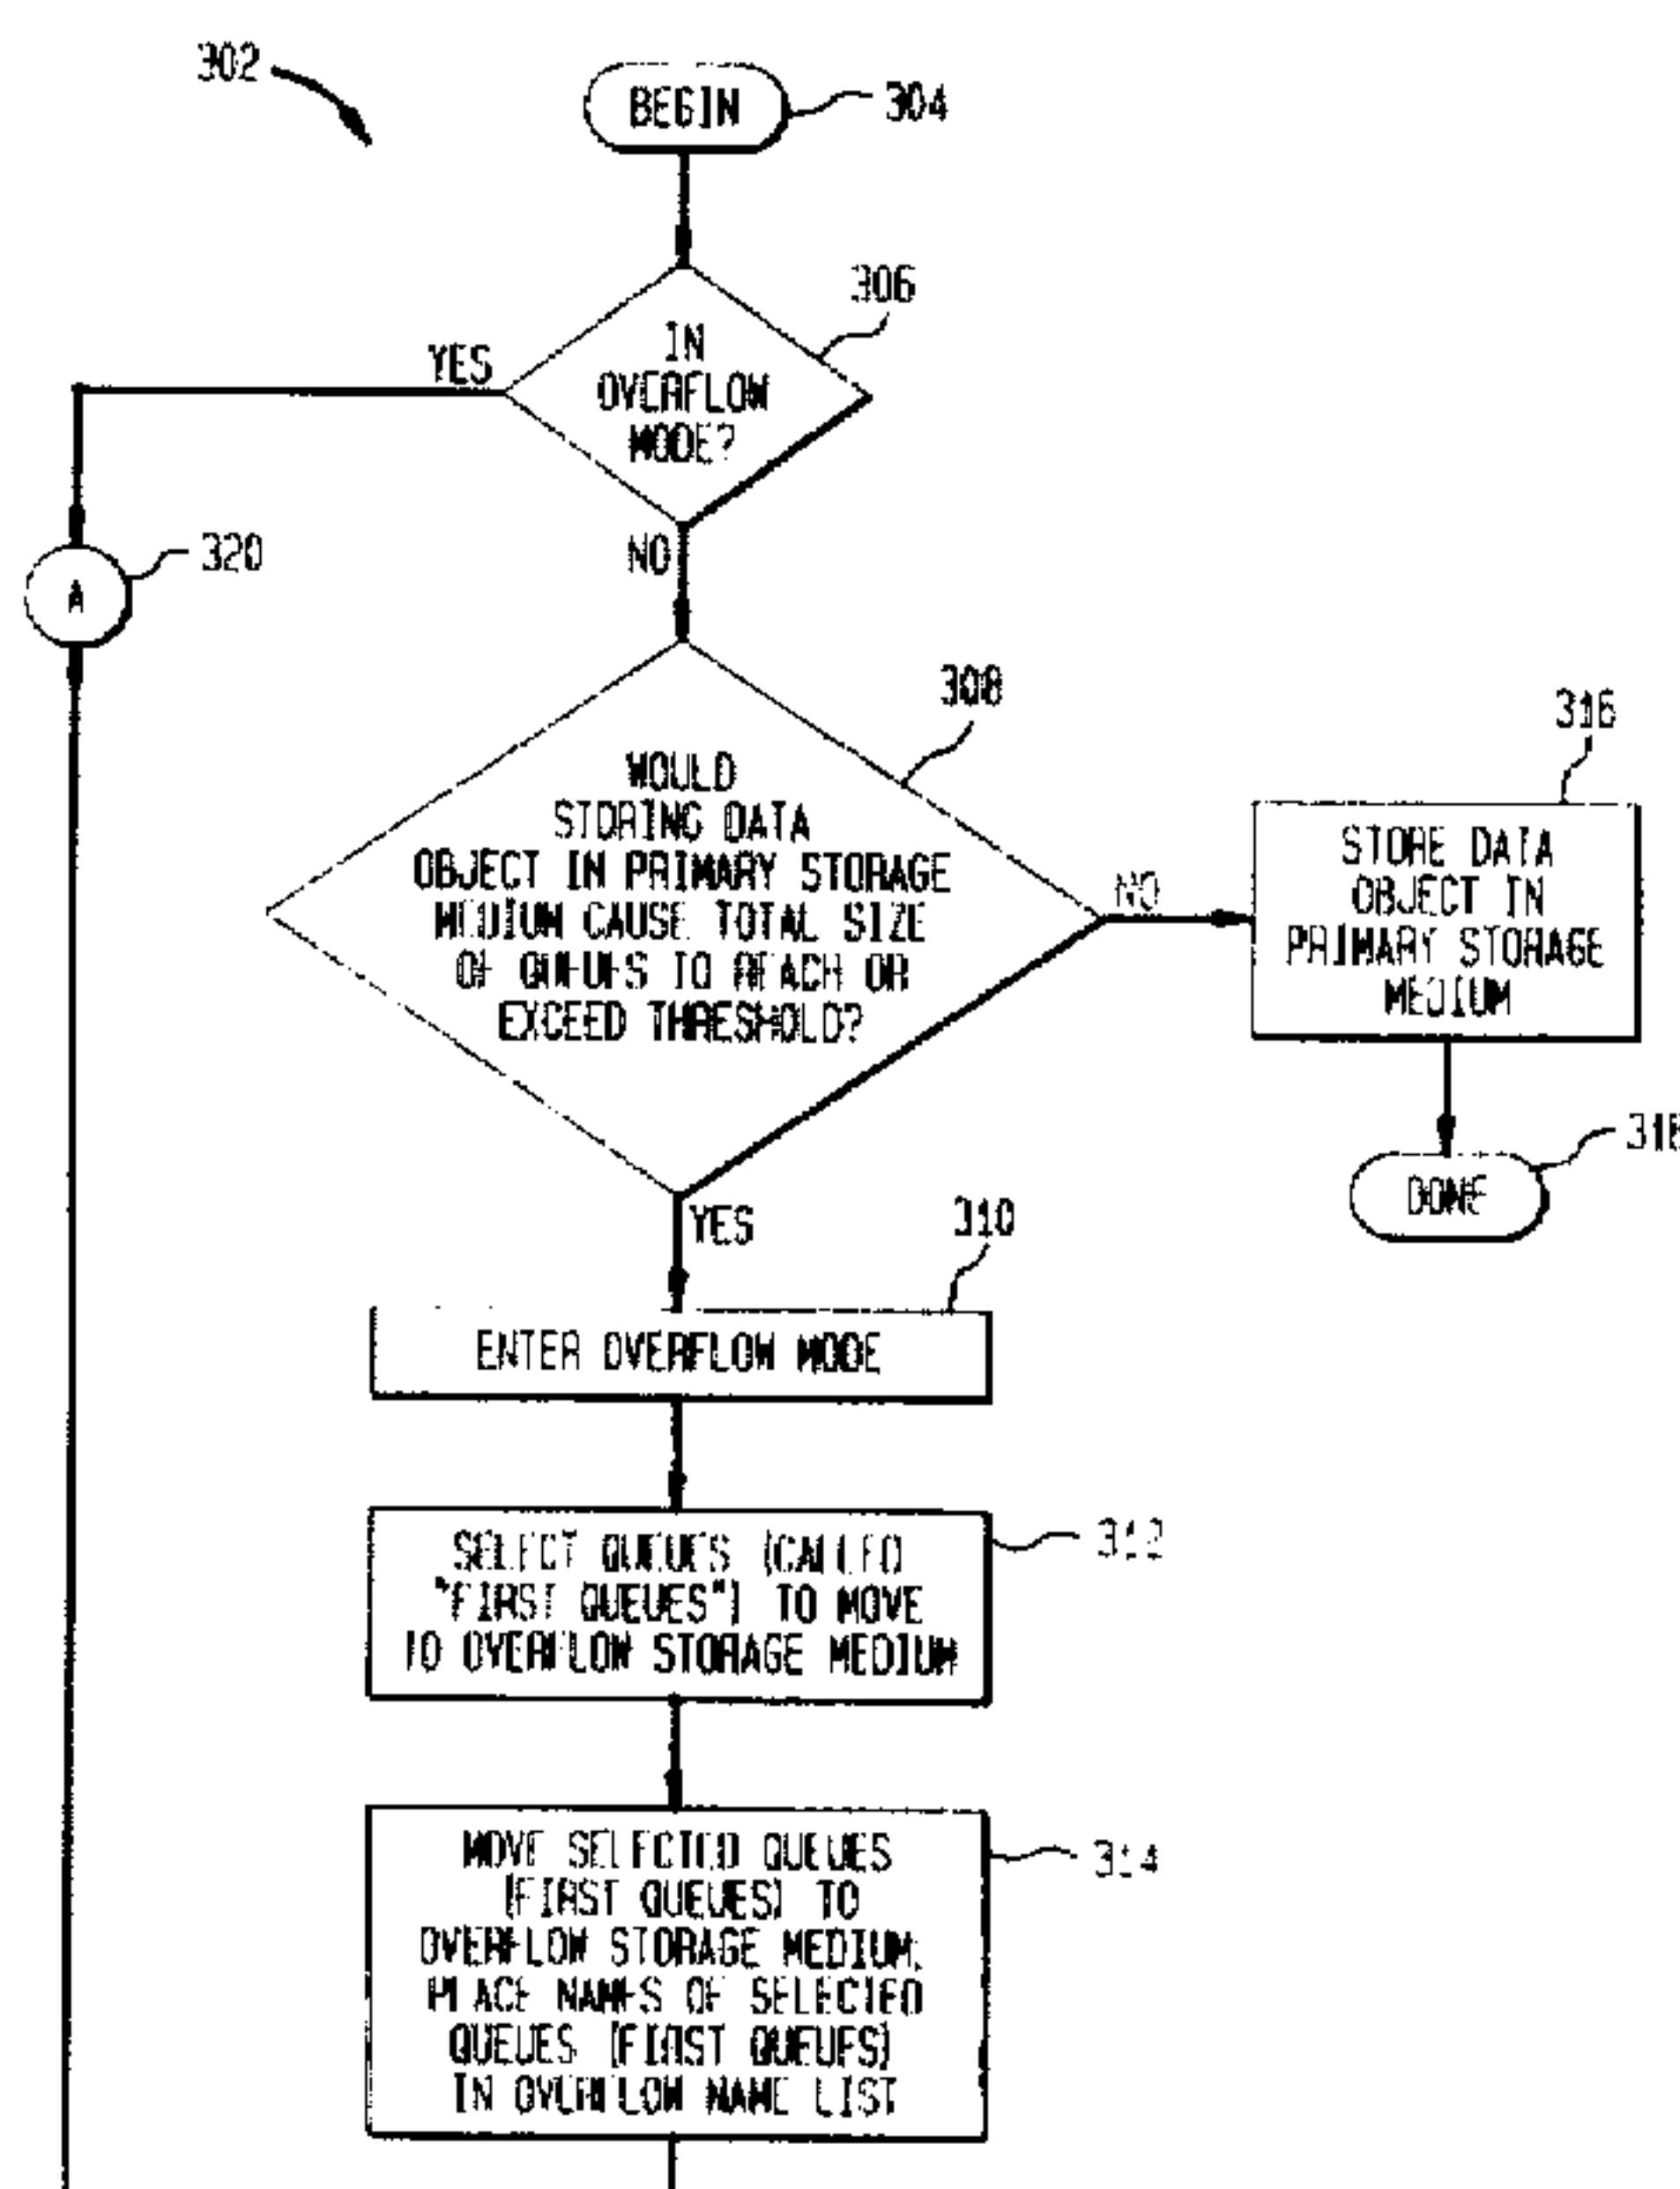 302
BEGIN
304
306
IN
OVERFLOW
MODE?
YES
NO
A
320
308
WOULD
STORING DATA
OBJECT IN PRIMARY STORAGE
MEDIUM CAUSE TOTAL SIZE
OF QUEUES TO REACH OR
EXCEED THRESHOLD?
NO
316
STORE DATA
OBJECT IN
PRIMARY STORAGE
MEDIUM
318
DONE
YES
310
ENTER OVERFLOW MODE
312
SELECT QUEUES (CALLED
"FIRST QUEUES") TO MOVE
TO OVERFLOW STORAGE MEDIUM
314
MOVE SELECTED QUEUES
(FIRST QUEUES) TO
OVERFLOW STORAGE MEDIUM.
PLACE NAMES OF SELECTED
QUEUES (FIRST QUEUES)
IN OVERFLOW NAME LIST